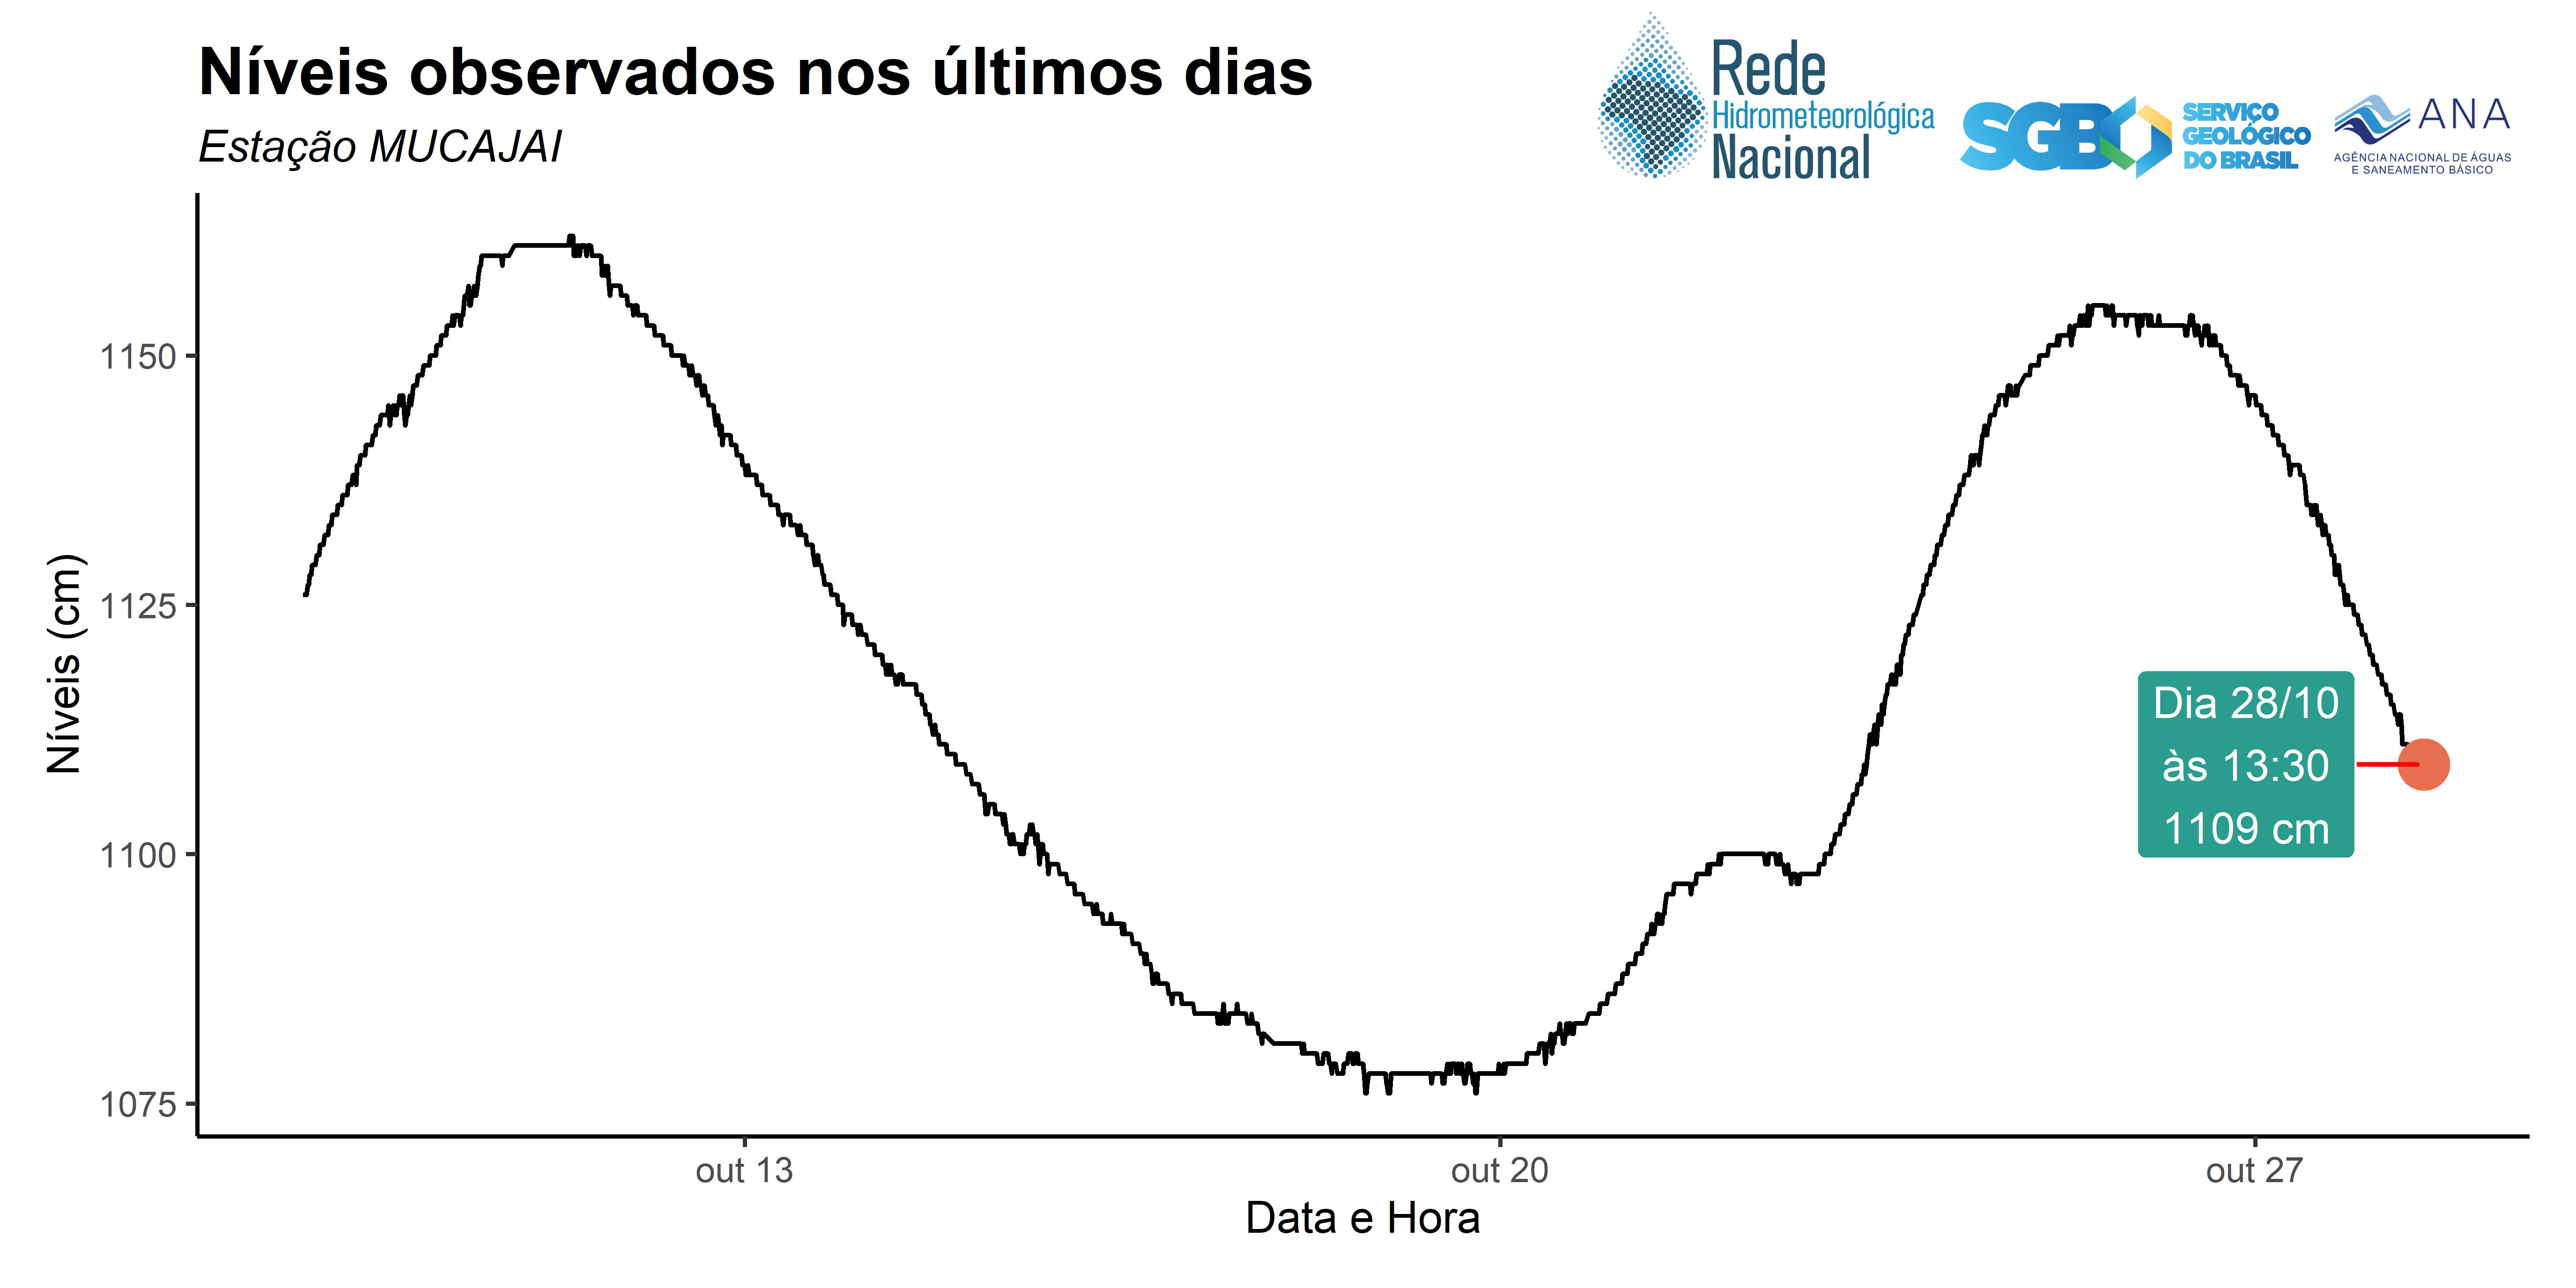 Níveis observados nos últimos dias
Estação MUCAJAI
Rede
Hidrometeorológica
Nacional
SGB
SERVIÇO
GEOLÓGICO
DO BRASIL
ANA
AGÊNCIA NACIONAL DE ÁGUAS
E SANEAMENTO BÁSICO
Níveis (cm)
1150
1125
1100
1075
Dia 28/10
às 13:30
1109 cm
out 13
out 20
out 27
Data e Hora